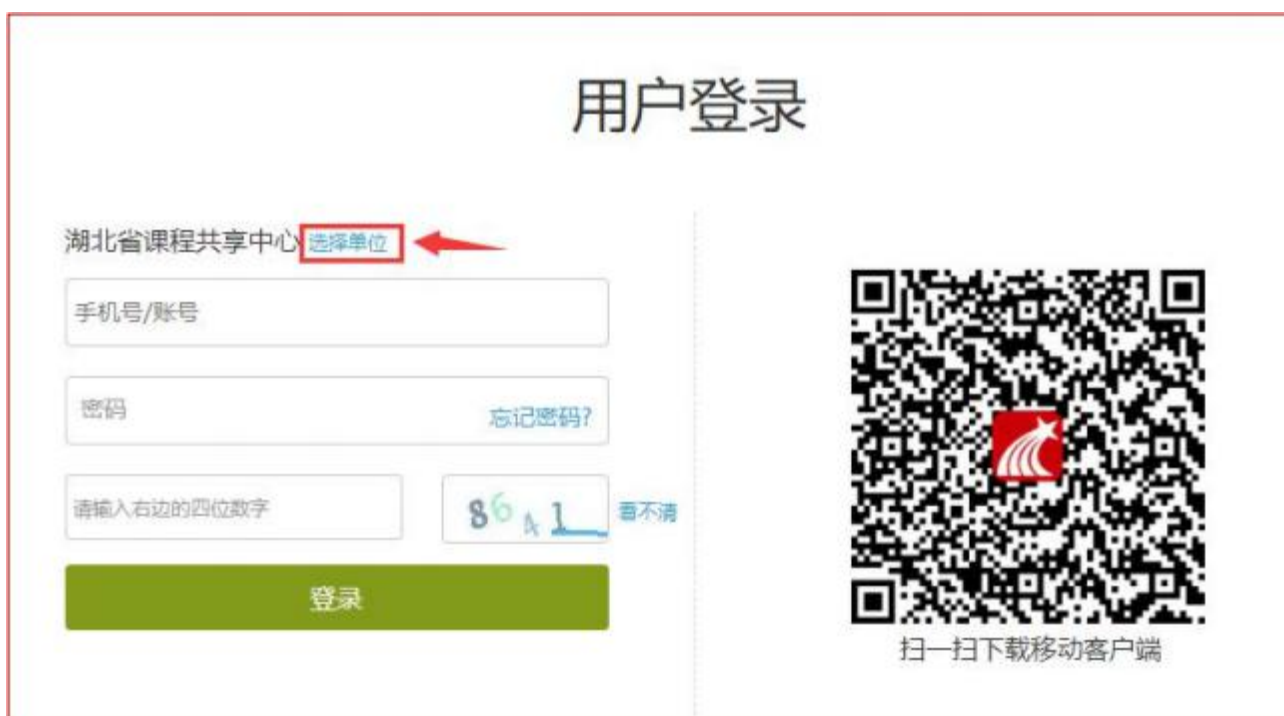 用户登录
湖北省课程共享中心 选择单位
手机号/账号
密码 忘记密码?
请输入右边的四位数字 8641 看不清
登录
扫一扫下载移动客户端